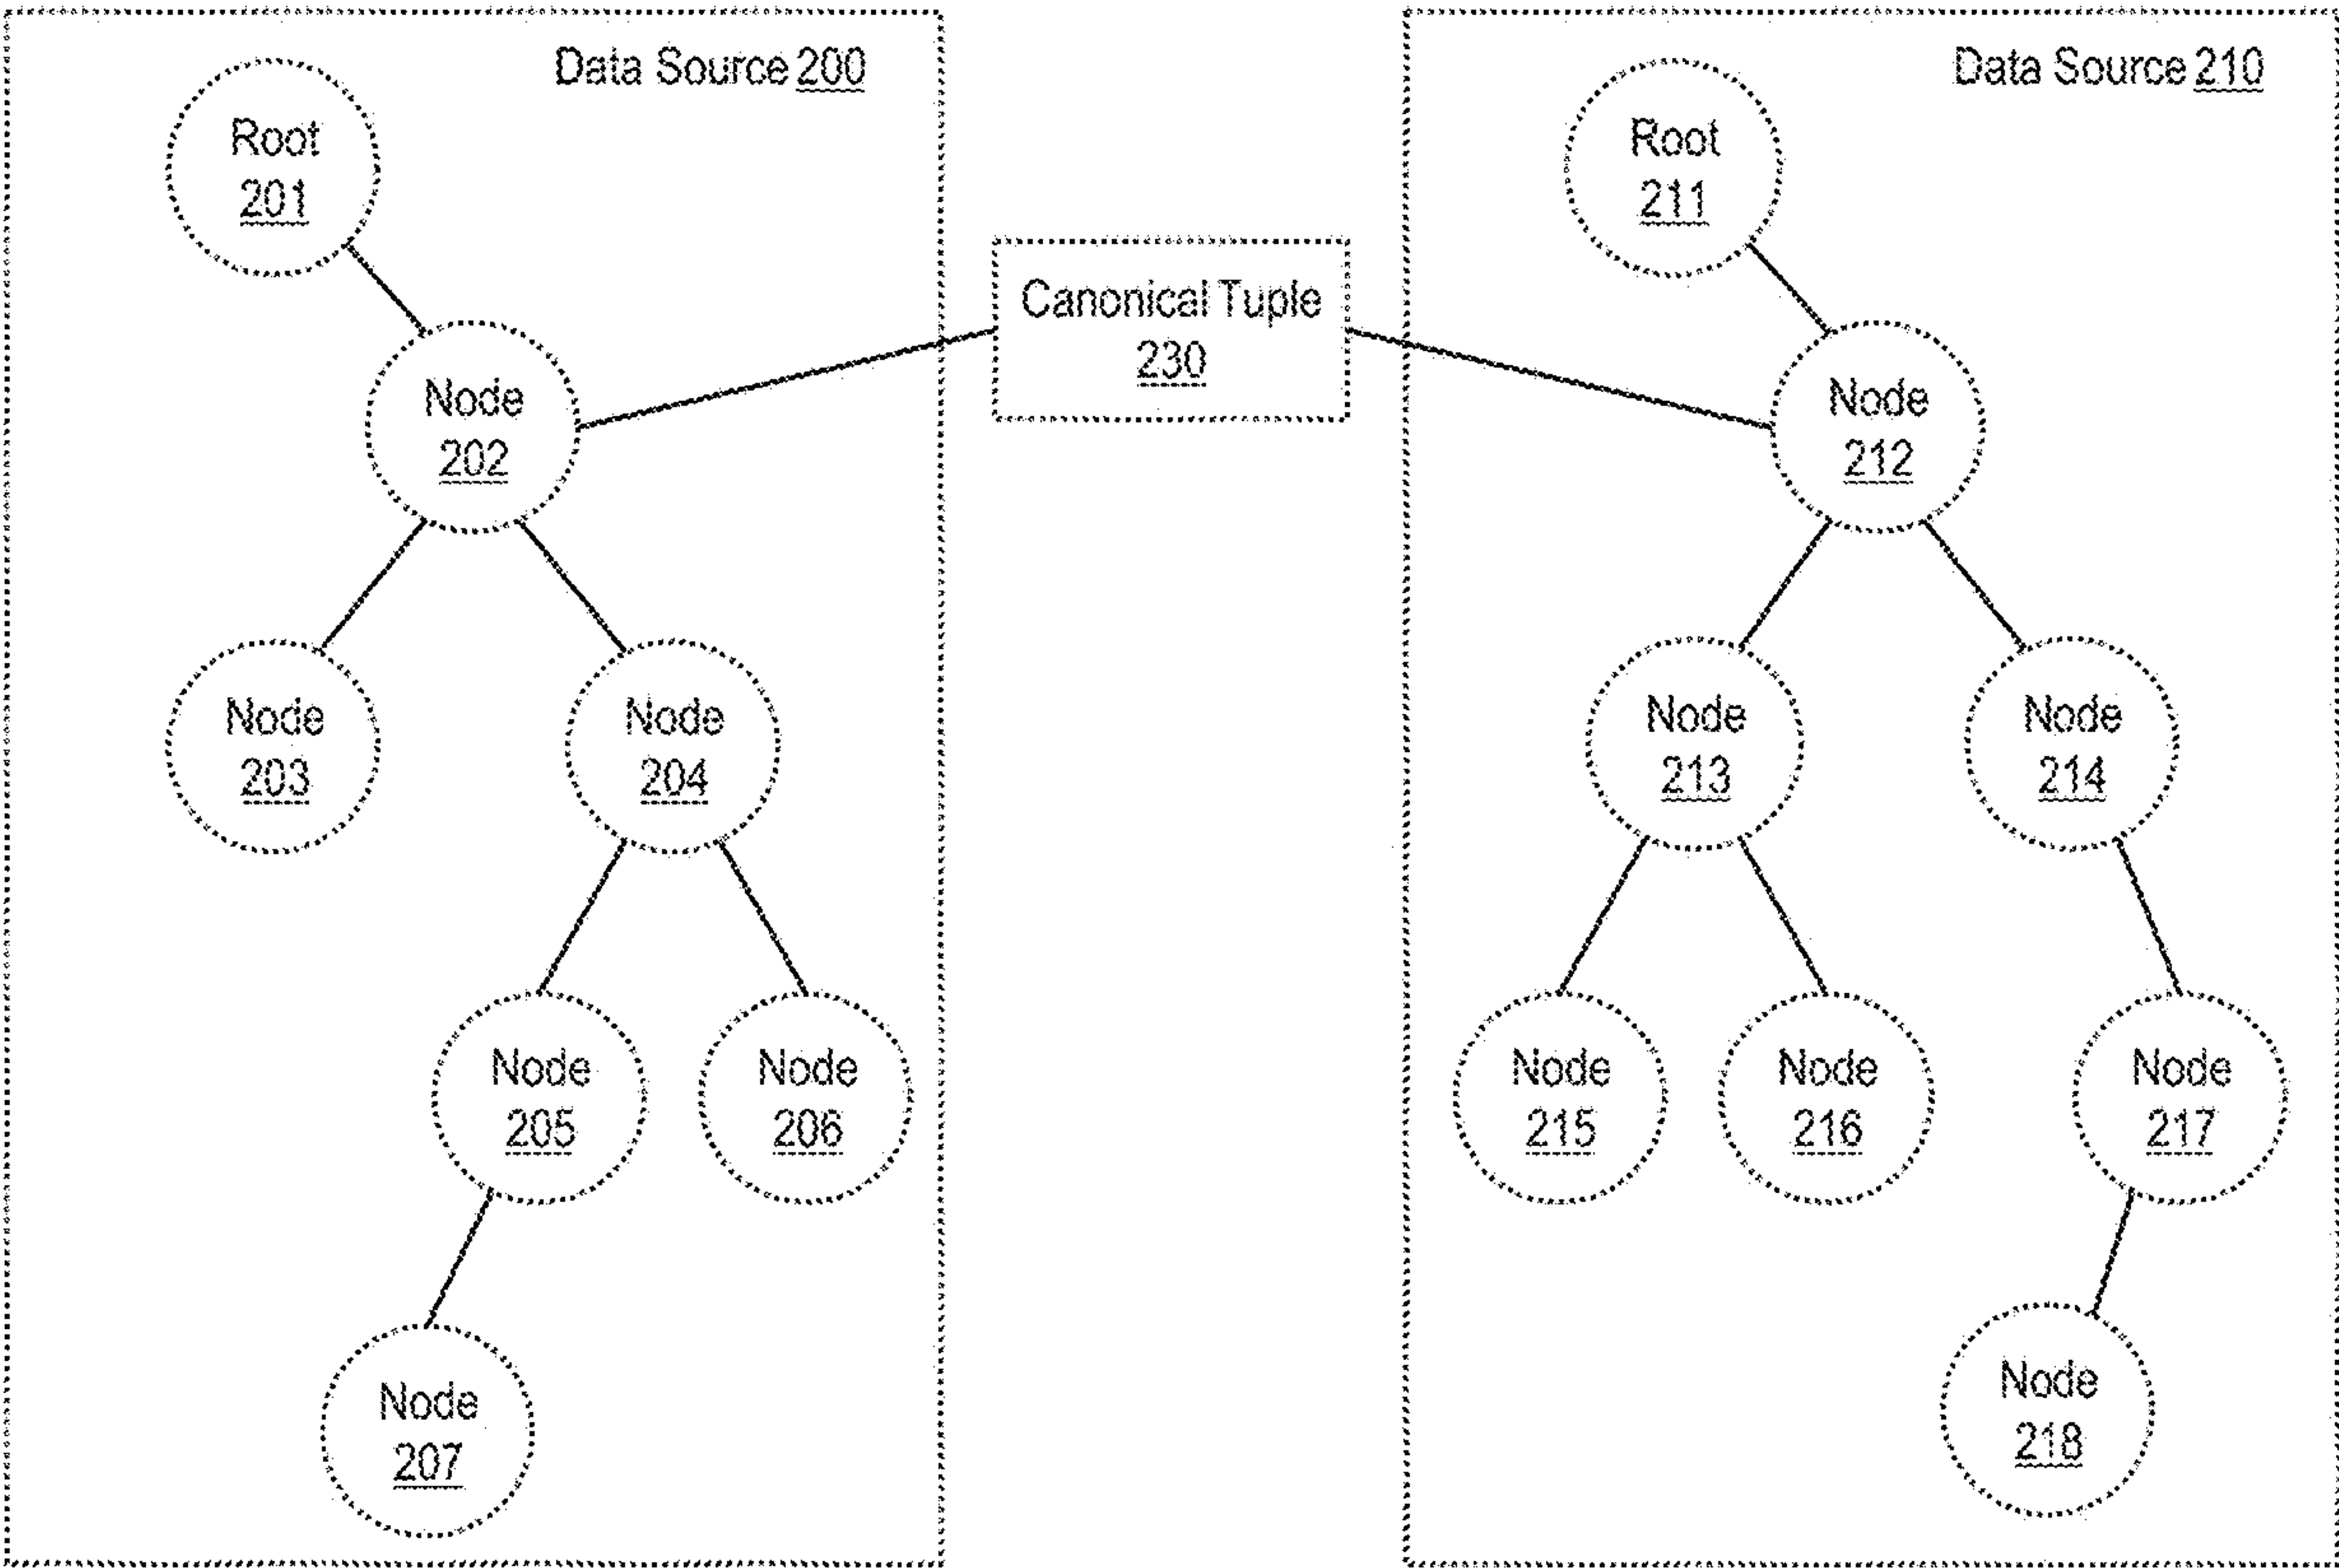 Data Source 200
Root
201
Node
202
Node
203
Node
204
Node
205
Node
206
Node
207
Canonical Tuple
230
Data Source 210
Root
211
Node
212
Node
213
Node
214
Node
215
Node
216
Node
217
Node
218